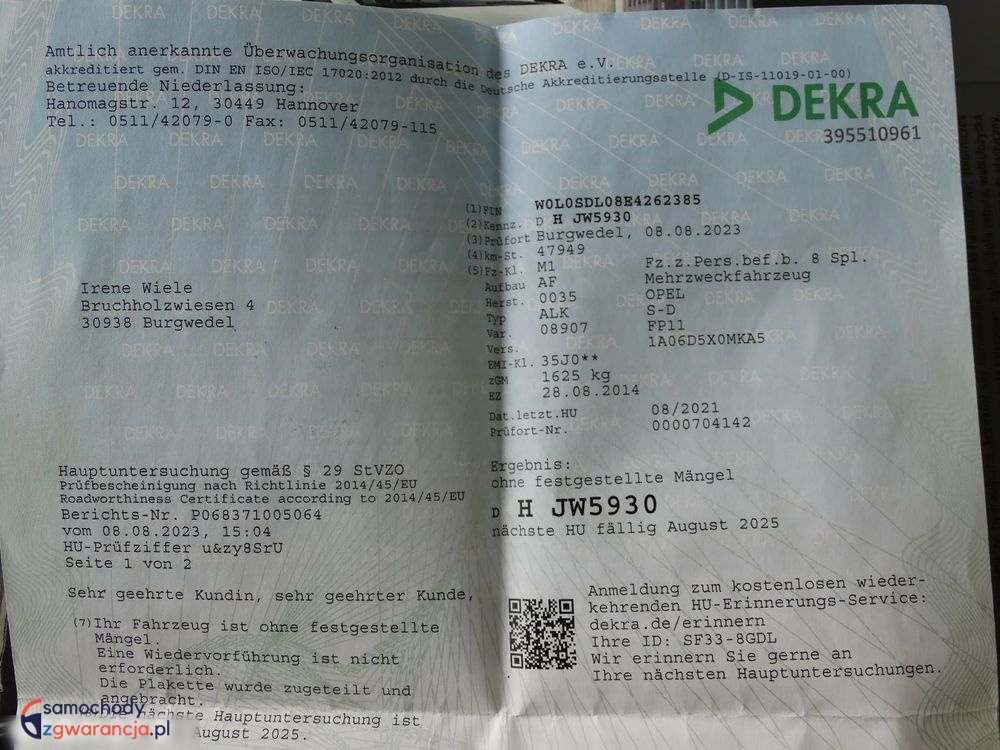 Amtlich anerkannte Überwachungsorganisation des DEKRA e.V.
akkreditiert gem. DIN EN ISO/IEC 17020:2012 durch die Deutsche Akkreditierungsstelle (D-IS-11019-01-00)
Betreuende Niederlassung:
Hanomagstr. 12, 30449 Hannover
Tel.: 0511/42079-0 Fax: 0511/42079-115
DEKRA
395510961
Irene Wiele
Bruchholzwiesen 4
30938 Burgwedel
(1) FIN W0L0SDL08E4262385
(2) Kennz. D H JW5930
(3) Prüfort Burgwedel, 08.08.2023
(4) km-St. 47949
(5) Fz-Kl. M1 Fz.z.Pers.bef.b. 8 Spl.
Aufbau AF Mehrzweckfahrzeug
Herst. 0035 OPEL
Typ ALK S-D
Var. 08907 FP11
Vers. 1A06D5X0MKA5
EMI-Kl. 35J0**
zGM 1625 kg
EZ 28.08.2014
Dat.letzt.HU 08/2021
Prüfort-Nr. 0000704142
Hauptuntersuchung gemäß § 29 StVZO
Prüfbescheinigung nach Richtlinie 2014/45/EU
Roadworthiness Certificate according to 2014/45/EU
Berichts-Nr. P068371005064
vom 08.08.2023, 15:04
HU-Prüfziffer u&zy8SrU
Seite 1 von 2
Ergebnis:
ohne festgestellte Mängel
D H JW5930
nächste HU fällig August 2025
Sehr geehrte Kundin, sehr geehrter Kunde,
(7) Ihr Fahrzeug ist ohne festgestellte
Mängel.
Eine Wiedervorführung ist nicht
erforderlich.
Die Plakette wurde zugeteilt und
angebracht.
nächste Hauptuntersuchung ist
August 2025.
Anmeldung zum kostenlosen wieder-
kehrenden HU-Erinnerungs-Service:
dekra.de/erinnern
Ihre ID: SF33-8GDL
Wir erinnern Sie gerne an
Ihre nächsten Hauptuntersuchungen.
samochody
zgwarancja.pl